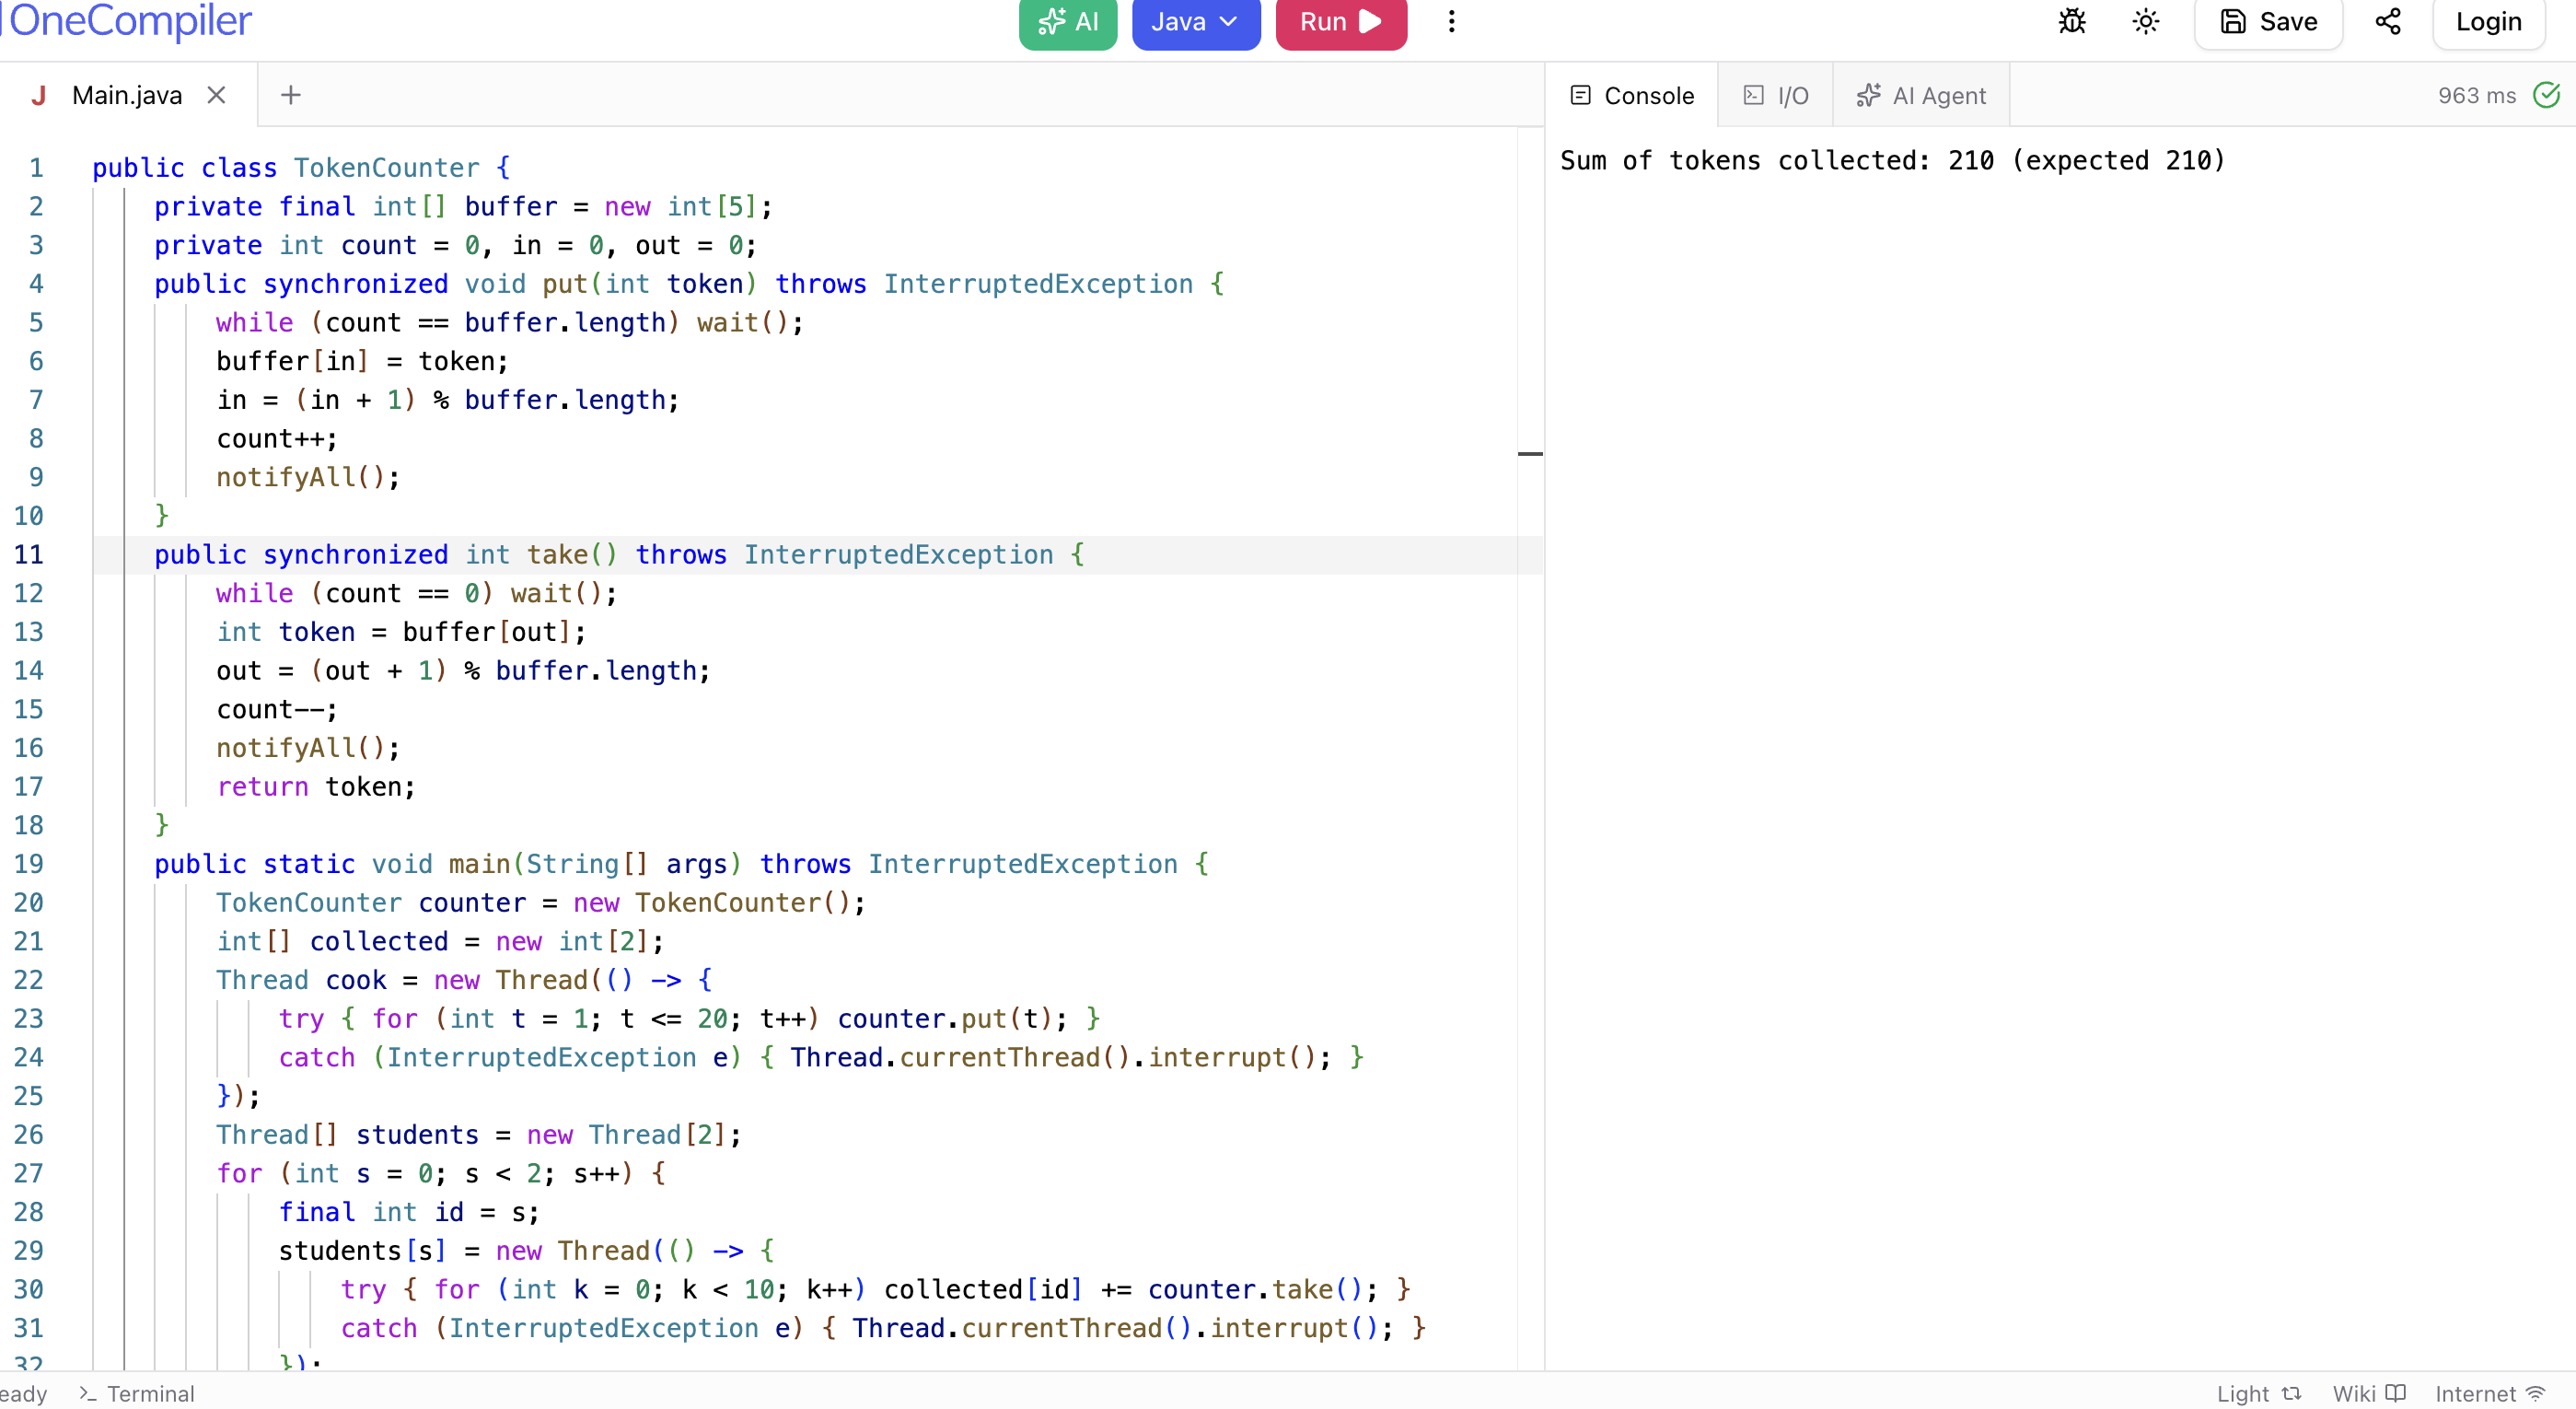 OneCompiler
AI
Java
Run
Save
Login
J Main.java
Console
I/O
AI Agent
963 ms
1 public class TokenCounter {
2 private final int[] buffer = new int[5];
3 private int count = 0, in = 0, out = 0;
4 public synchronized void put(int token) throws InterruptedException {
5 while (count == buffer.length) wait();
6 buffer[in] = token;
7 in = (in + 1) % buffer.length;
8 count++;
9 notifyAll();
10 }
11 public synchronized int take() throws InterruptedException {
12 while (count == 0) wait();
13 int token = buffer[out];
14 out = (out + 1) % buffer.length;
15 count--;
16 notifyAll();
17 return token;
18 }
19 public static void main(String[] args) throws InterruptedException {
20 TokenCounter counter = new TokenCounter();
21 int[] collected = new int[2];
22 Thread cook = new Thread(() -> {
23 try { for (int t = 1; t <= 20; t++) counter.put(t); }
24 catch (InterruptedException e) { Thread.currentThread().interrupt(); }
25 });
26 Thread[] students = new Thread[2];
27 for (int s = 0; s < 2; s++) {
28 final int id = s;
29 students[s] = new Thread(() -> {
30 try { for (int k = 0; k < 10; k++) collected[id] += counter.take(); }
31 catch (InterruptedException e) { Thread.currentThread().interrupt(); }
32 });
Sum of tokens collected: 210 (expected 210)
eady
Terminal
Light
Wiki
Internet